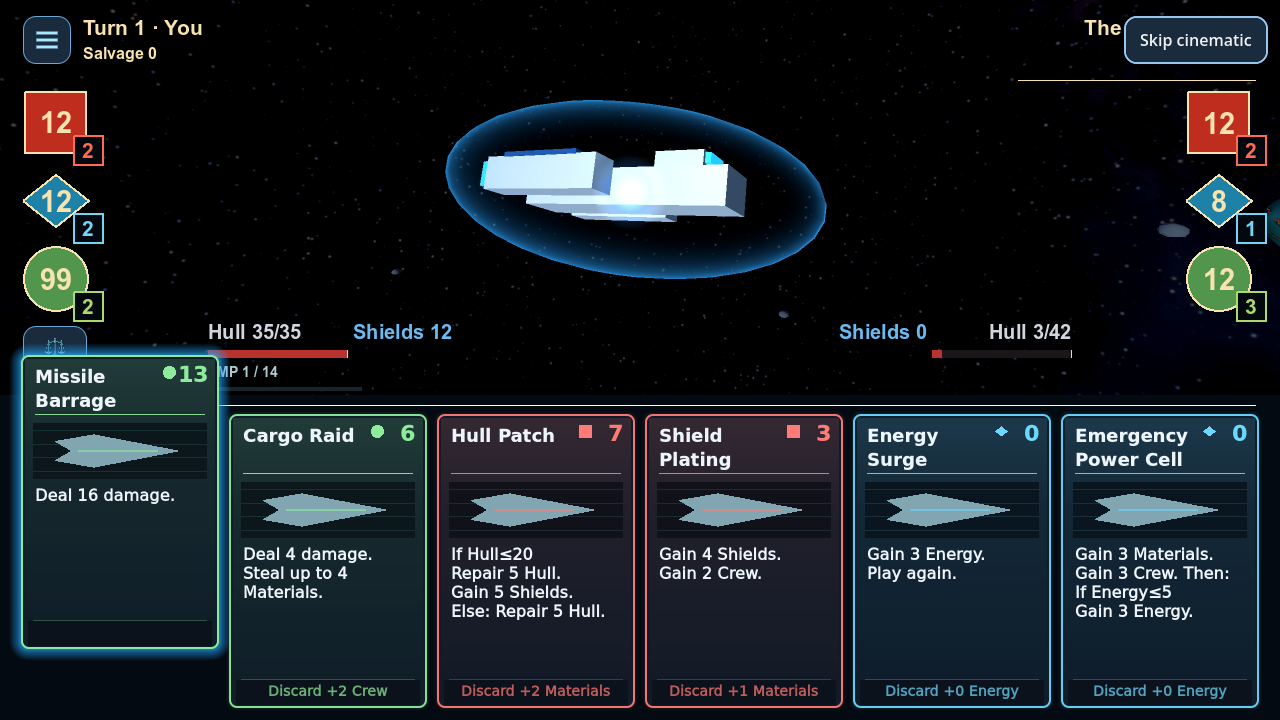 Turn 1 · You
Salvage 0
The
Skip cinematic
12
2
12
2
99
2
12
2
8
1
12
3
Hull 35/35
Shields 12
Shields 0
Hull 3/42
MP 1 / 14
Missile Barrage
13
Deal 16 damage.
Cargo Raid
6
Deal 4 damage.
Steal up to 4
Materials.
Discard +2 Crew
Hull Patch
7
If Hull≤20
Repair 5 Hull.
Gain 5 Shields.
Else: Repair 5 Hull.
Discard +2 Materials
Shield
Plating
3
Gain 4 Shields.
Gain 2 Crew.
Discard +1 Materials
Energy
Surge
0
Gain 3 Energy.
Play again.
Discard +0 Energy
Emergency
Power Cell
0
Gain 3 Materials.
Gain 3 Crew. Then:
If Energy≤5
Gain 3 Energy.
Discard +0 Energy